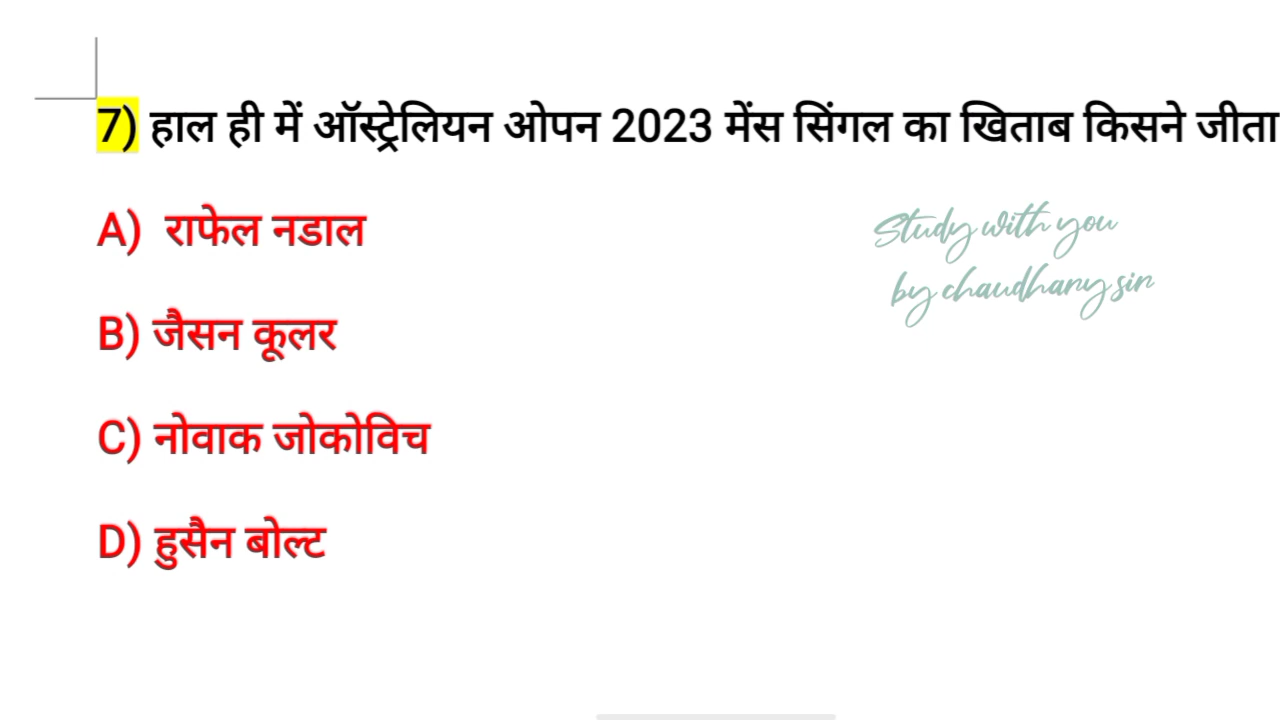 7) हाल ही में ऑस्ट्रेलियन ओपन 2023 मेंस सिंगल का खिताब किसने जीता
A) राफेल नडाल
Study with you
by chaudhary sir
B) जैसन कूलर
C) नोवाक जोकोविच
D) हुसैन बोल्ट